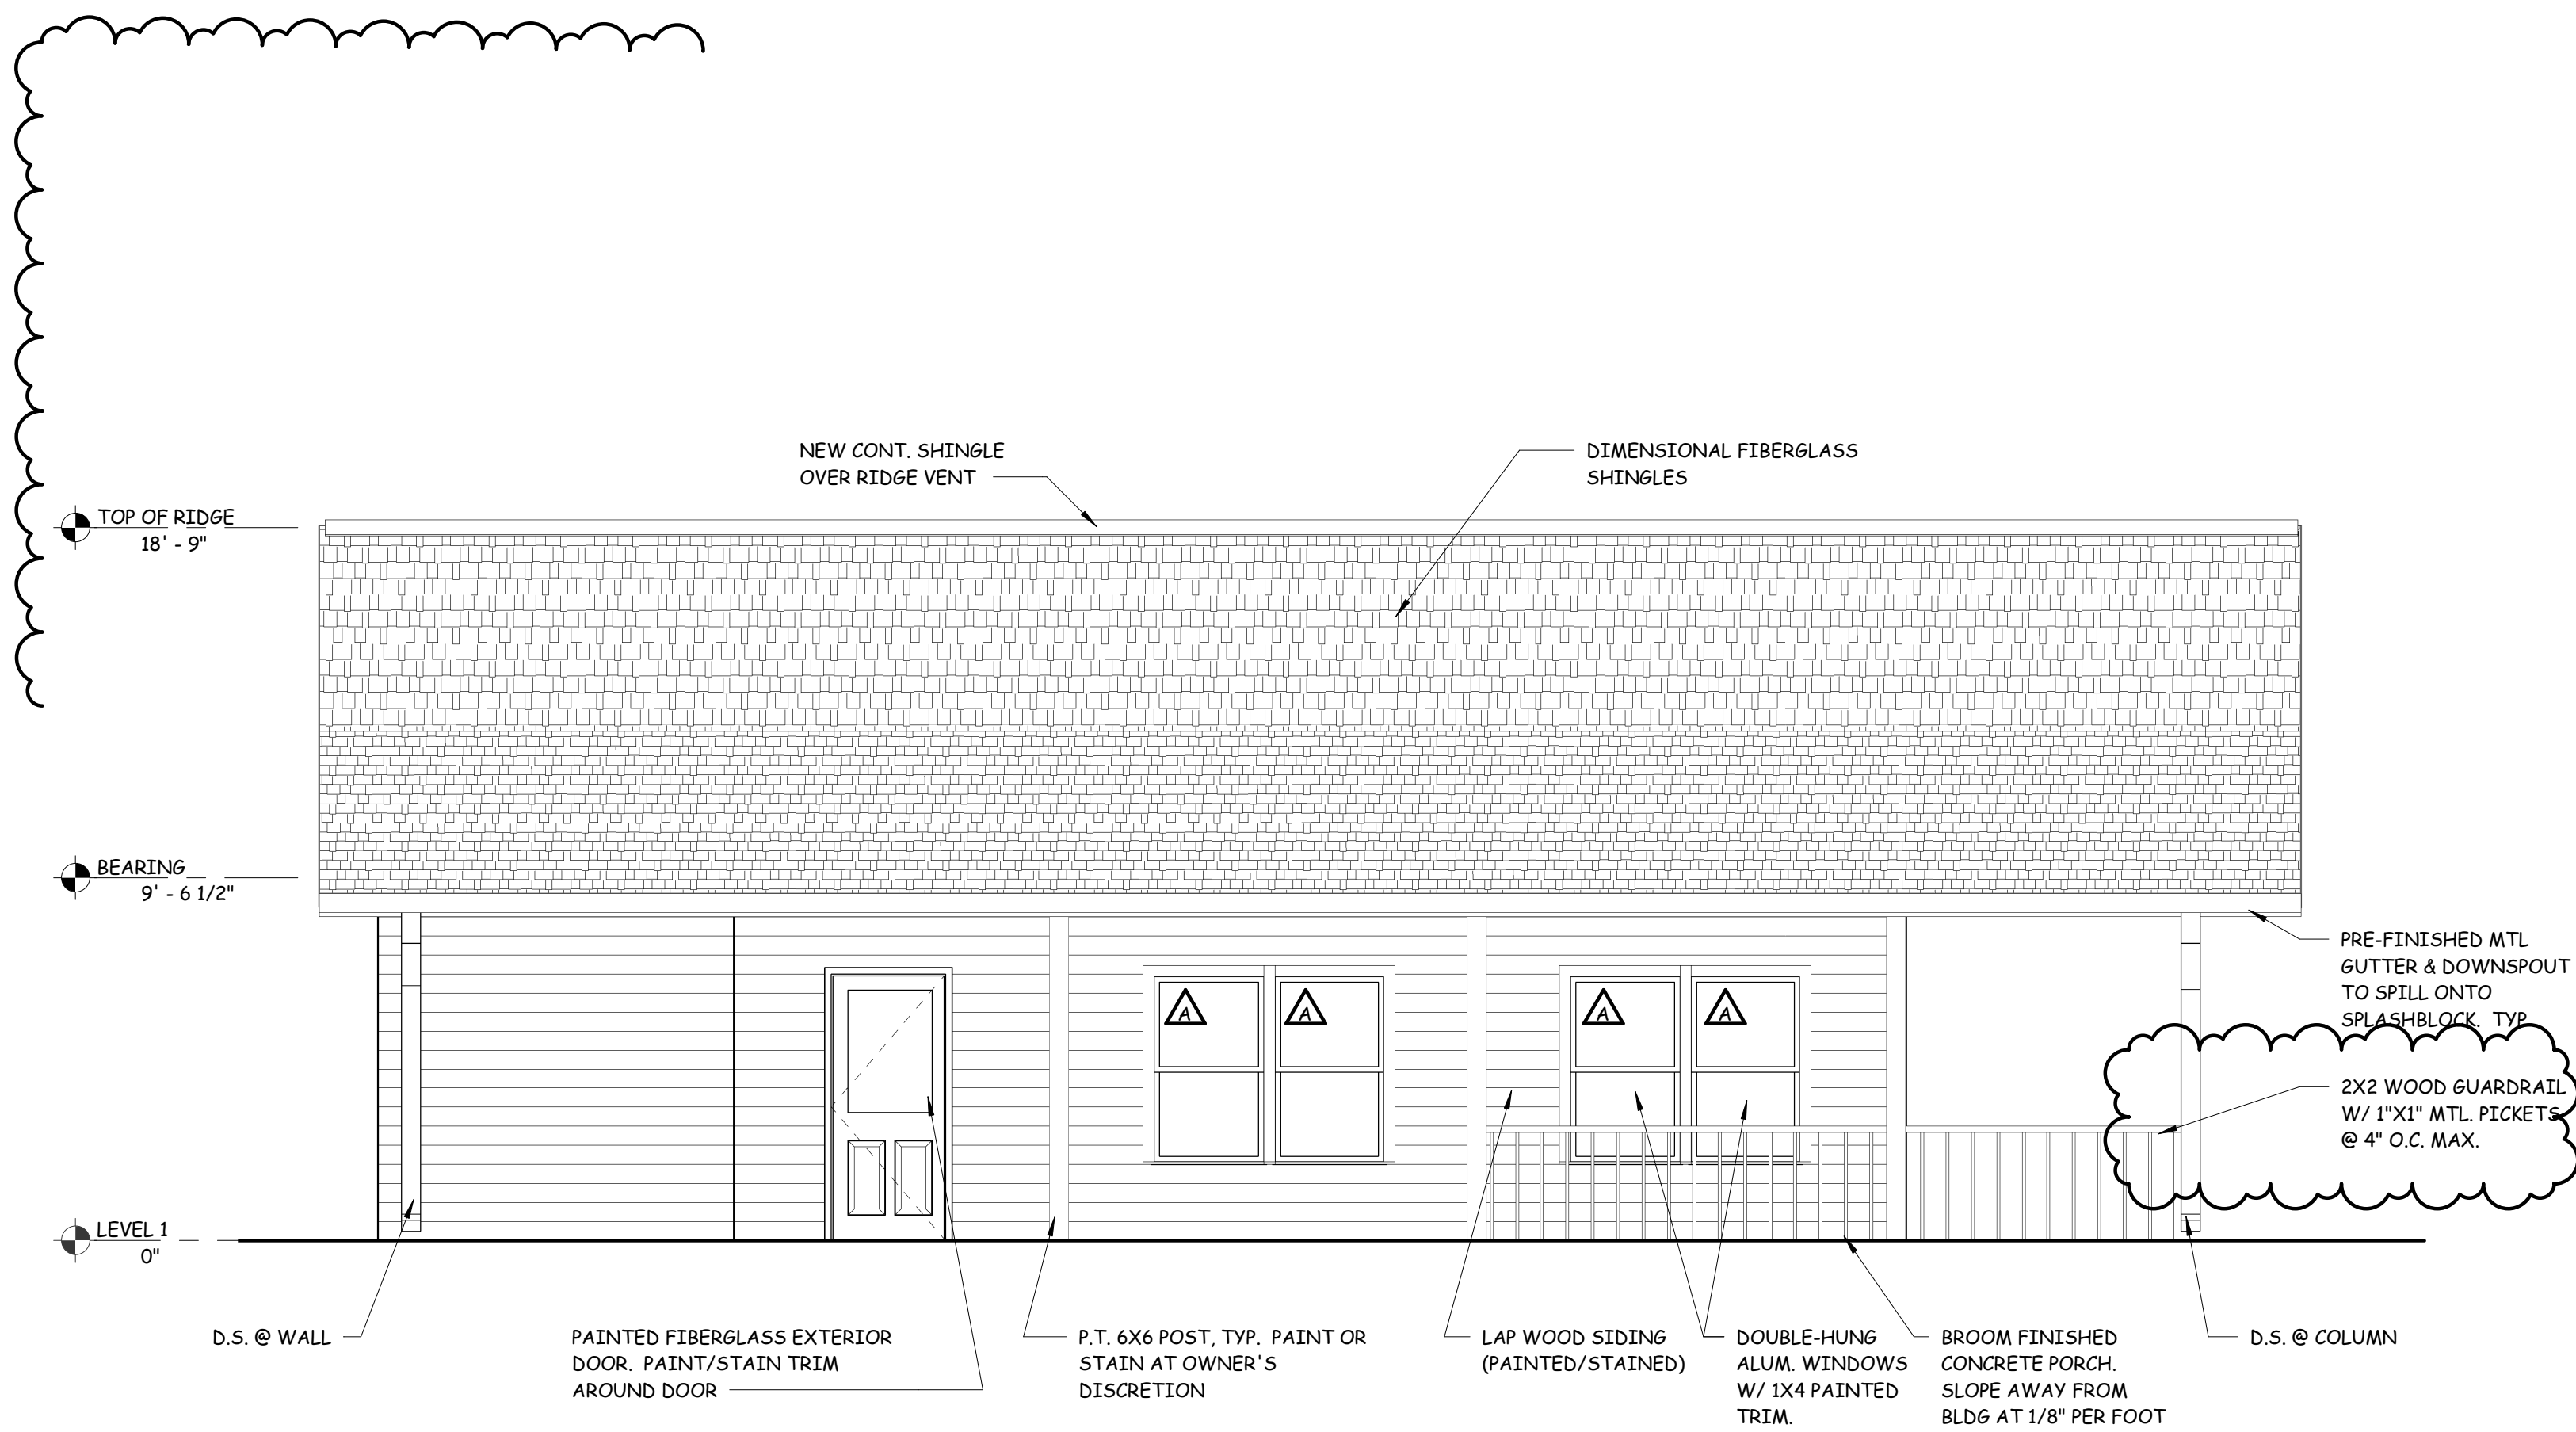 NEW CONT. SHINGLE
OVER RIDGE VENT
DIMENSIONAL FIBERGLASS
SHINGLES
TOP OF RIDGE
18' - 9"
BEARING
9' - 6 1/2"
PRE-FINISHED MTL
GUTTER & DOWNSPOUT
TO SPILL ONTO
SPLASHBLOCK. TYP
A
A
A
A
2X2 WOOD GUARDRAIL
W/ 1"X1" MTL. PICKETS
@ 4" O.C. MAX.
LEVEL 1
0"
D.S. @ WALL
PAINTED FIBERGLASS EXTERIOR
DOOR. PAINT/STAIN TRIM
AROUND DOOR
P.T. 6X6 POST, TYP. PAINT OR
STAIN AT OWNER'S
DISCRETION
LAP WOOD SIDING
(PAINTED/STAINED)
DOUBLE-HUNG
ALUM. WINDOWS
W/ 1X4 PAINTED
TRIM.
BROOM FINISHED
CONCRETE PORCH.
SLOPE AWAY FROM
BLDG AT 1/8" PER FOOT
D.S. @ COLUMN